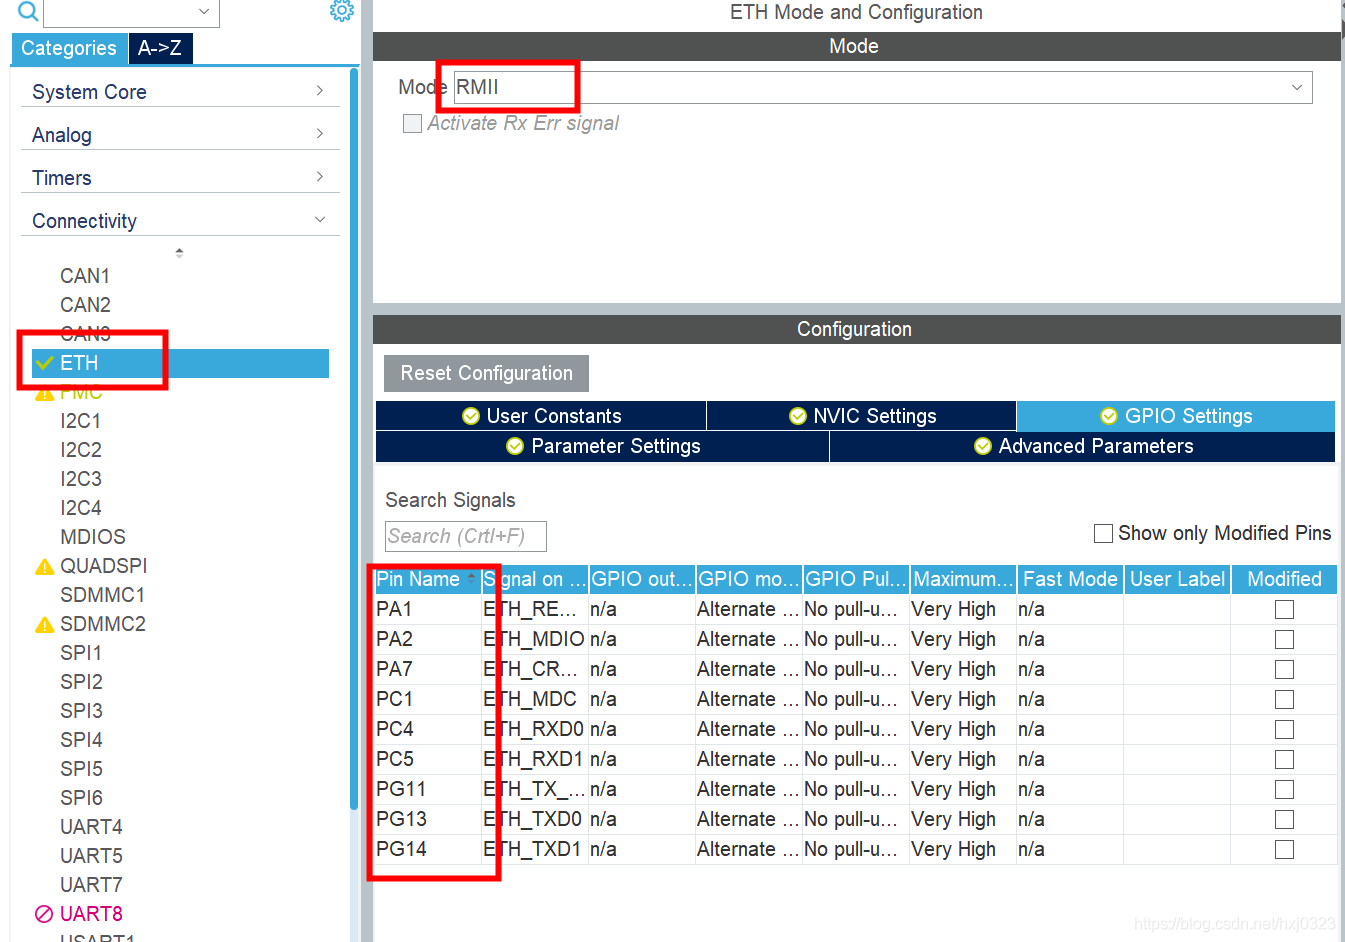 ETH Mode and Configuration
Categories A->Z
Mode
System Core
Analog
Timers
Connectivity
CAN1
CAN2
CAN3
ETH
FMC
I2C1
I2C2
I2C3
I2C4
MDIOS
QUADSPI
SDMMC1
SDMMC2
SPI1
SPI2
SPI3
SPI4
SPI5
SPI6
UART4
UART5
UART7
UART8
USART1
Mode RMII
Activate Rx Err signal
Configuration
Reset Configuration
User Constants NVIC Settings GPIO Settings
Parameter Settings Advanced Parameters
Search Signals
Search (CrtI+F)
Show only Modified Pins
Pin Name Signal on ... GPIO out... GPIO mo... GPIO Pul... Maximum... Fast Mode User Label Modified
PA1 ETH_RE... n/a Alternate ... No pull-u... Very High n/a
PA2 ETH_MDIO n/a Alternate ... No pull-u... Very High n/a
PA7 ETH_CR... n/a Alternate ... No pull-u... Very High n/a
PC1 ETH_MDC n/a Alternate ... No pull-u... Very High n/a
PC4 ETH_RXD0 n/a Alternate ... No pull-u... Very High n/a
PC5 ETH_RXD1 n/a Alternate ... No pull-u... Very High n/a
PG11 ETH_TX_... n/a Alternate ... No pull-u... Very High n/a
PG13 ETH_TXD0 n/a Alternate ... No pull-u... Very High n/a
PG14 ETH_TXD1 n/a Alternate ... No pull-u... Very High n/a
https://blog.csdn.net/hxj0323